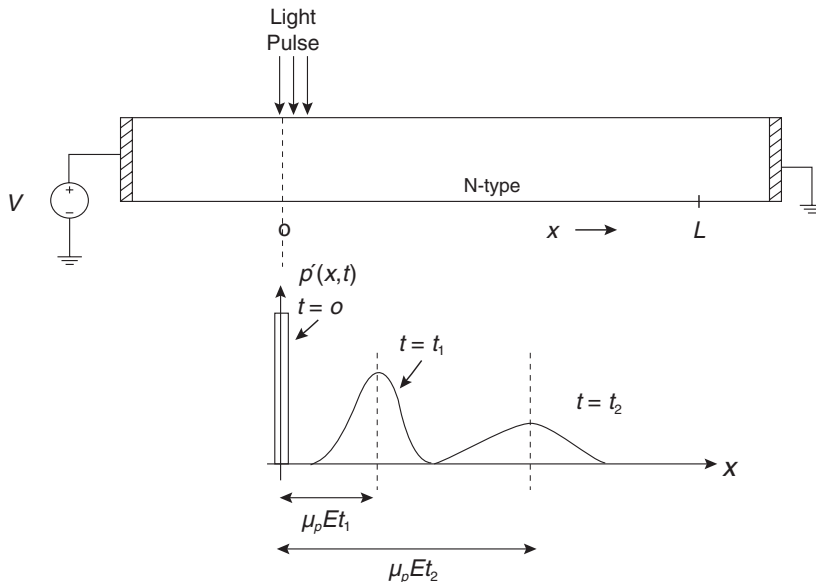 Light
Pulse
+
V
−
N-type
o
x
L
p′(x,t)
t = o
t = t₁
t = t₂
x
μₚEt₁
μₚEt₂